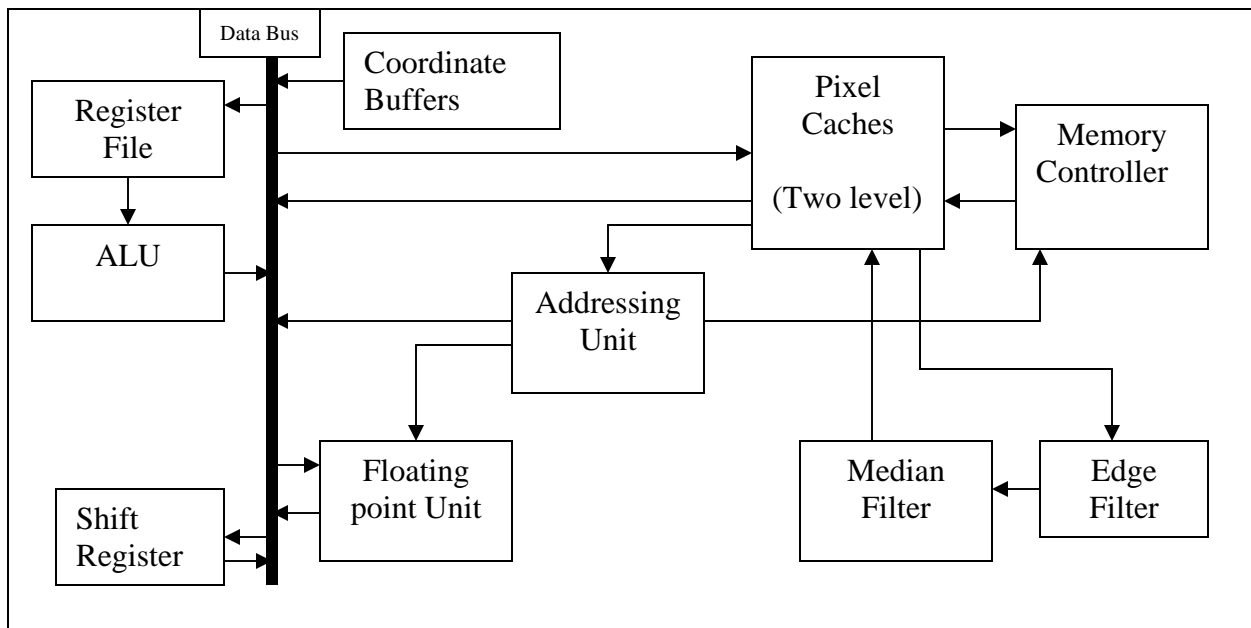 Data Bus
Coordinate
Buffers
Pixel
Caches
(Two level)
Register
File
Memory
Controller
ALU
Addressing
Unit
Floating
point Unit
Median
Filter
Edge
Filter
Shift
Register